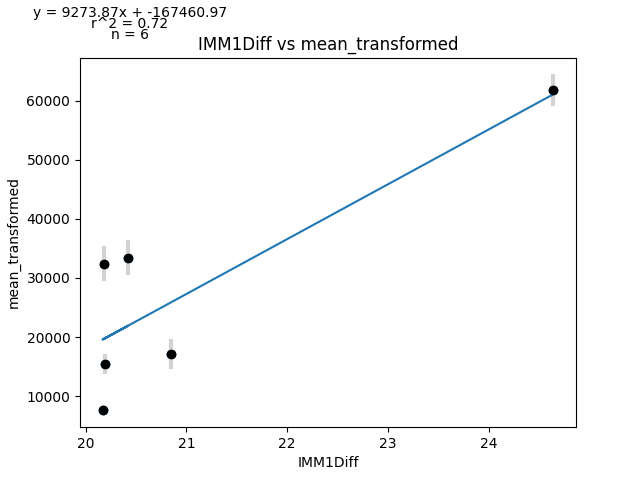 y = 9273.87x + -167460.97
r^2 = 0.72
n = 6
IMM1Diff vs mean_transformed
60000
50000
40000
30000
20000
10000
mean_transformed
20 21 22 23 24
IMM1Diff